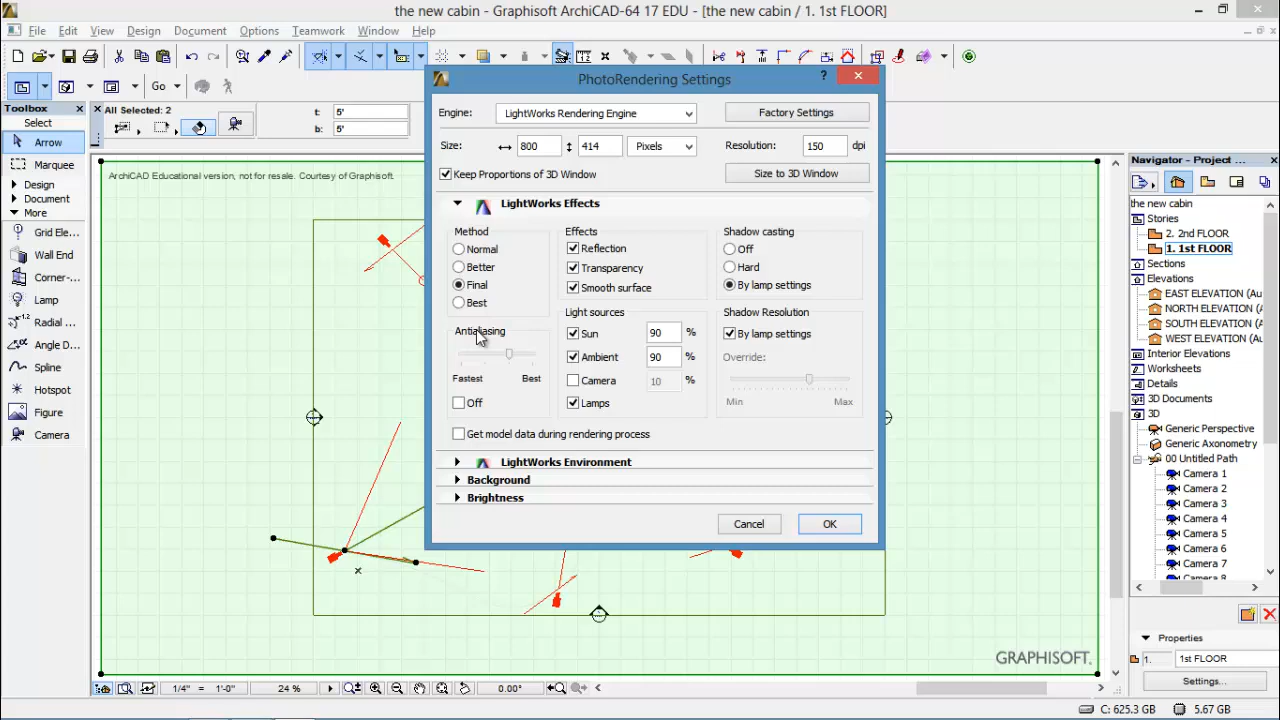 the new cabin - Graphisoft ArchiCAD-64 17 EDU - [the new cabin / 1. 1st FLOOR]
File Edit View Design Document Options Teamwork Window Help
Go
PhotoRendering Settings
?
Toolbox
Select
Arrow
Marquee
Design
Document
More
Grid Ele...
Wall End
Corner-...
Lamp
Radial ...
Angle D...
Spline
Hotspot
Figure
Camera
All Selected: 2
t: 5'
b: 5'
ArchiCAD Educational version, not for resale. Courtesy of Graphisoft.
Engine: LightWorks Rendering Engine Factory Settings
Size: 800 414 Pixels Resolution: 150 dpi
Keep Proportions of 3D Window Size to 3D Window
LightWorks Effects
Method
Normal
Better
Final
Best
Antialiasing
Fastest Best
Off
Effects
Reflection
Transparency
Smooth surface
Light sources
Sun 90 %
Ambient 90 %
Camera 10 %
Lamps
Shadow casting
Off
Hard
By lamp settings
Shadow Resolution
By lamp settings
Override:
Min Max
Get model data during rendering process
LightWorks Environment
Background
Brightness
Cancel OK
Navigator - Project ...
the new cabin
Stories
2. 2nd FLOOR
1. 1st FLOOR
Sections
Elevations
EAST ELEVATION (Au
NORTH ELEVATION (A
SOUTH ELEVATION (A
WEST ELEVATION (Au
Interior Elevations
Worksheets
Details
3D Documents
3D
Generic Perspective
Generic Axonometry
00 Untitled Path
Camera 1
Camera 2
Camera 3
Camera 4
Camera 5
Camera 6
Camera 7
Camera 8
Properties
1. 1st FLOOR
Settings...
GRAPHISOFT.
1/4" = 1'-0" 24 % 0.00°
C: 625.3 GB 5.67 GB